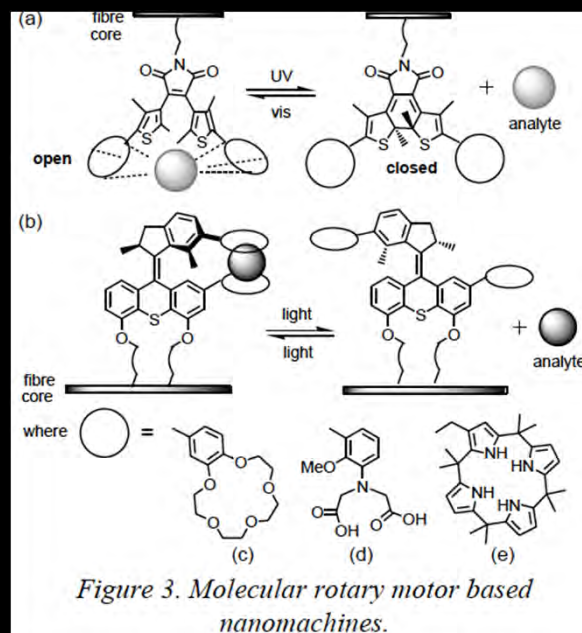 (a)
fibre
core
O
N
O
UV
vis
O
N
O
+
analyte
S
S
open
S
S
closed
(b)
S
O
O
light
light
S
O
O
+
analyte
fibre
core
where
=
O
O
O
O
O
MeO
N
O
OH
O
OH
NH
HN
NH
HN
(c)
(d)
(e)
Figure 3. Molecular rotary motor based
nanomachines.